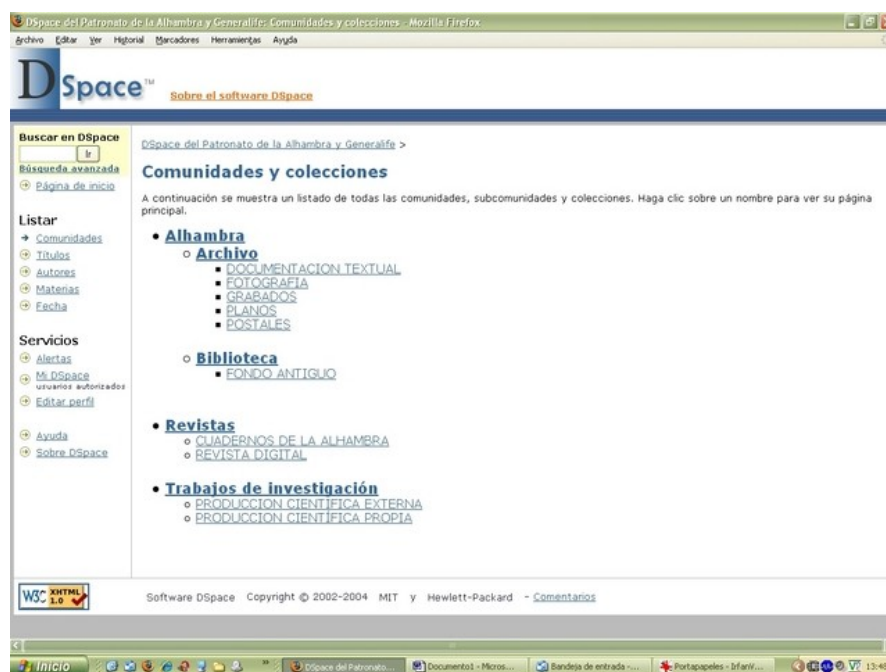 DSpace del Patronato de la Alhambra y Generalife: Comunidades y colecciones - Mozilla Firefox
Archivo Editar Ver Historial Marcadores Herramientas Ayuda
DSpace™
Sobre el software DSpace
Buscar en DSpace
Ir
Búsqueda avanzada
Página de inicio
Listar
Comunidades
Títulos
Autores
Materias
Fecha
Servicios
Alertas
Mi DSpace
usuarios autorizados
Editar perfil
Ayuda
Sobre DSpace
DSpace del Patronato de la Alhambra y Generalife >
Comunidades y colecciones
A continuación se muestra un listado de todas las comunidades, subcomunidades y colecciones. Haga clic sobre un nombre para ver su página
principal.
Alhambra
Archivo
DOCUMENTACION TEXTUAL
FOTOGRAFIA
GRABADOS
PLANOS
POSTALES
Biblioteca
FONDO ANTIGUO
Revistas
CUADERNOS DE LA ALHAMBRA
REVISTA DIGITAL
Trabajos de investigación
PRODUCCION CIENTÍFICA EXTERNA
PRODUCCION CIENTÍFICA PROPIA
W3C XHTML 1.0
Software DSpace Copyright © 2002-2004 MIT y Hewlett-Packard - Comentarios
Inicio DSpace del Patronato... Documento1 - Micros... Bandeja de entrada -... Portapapeles - IrfanV...